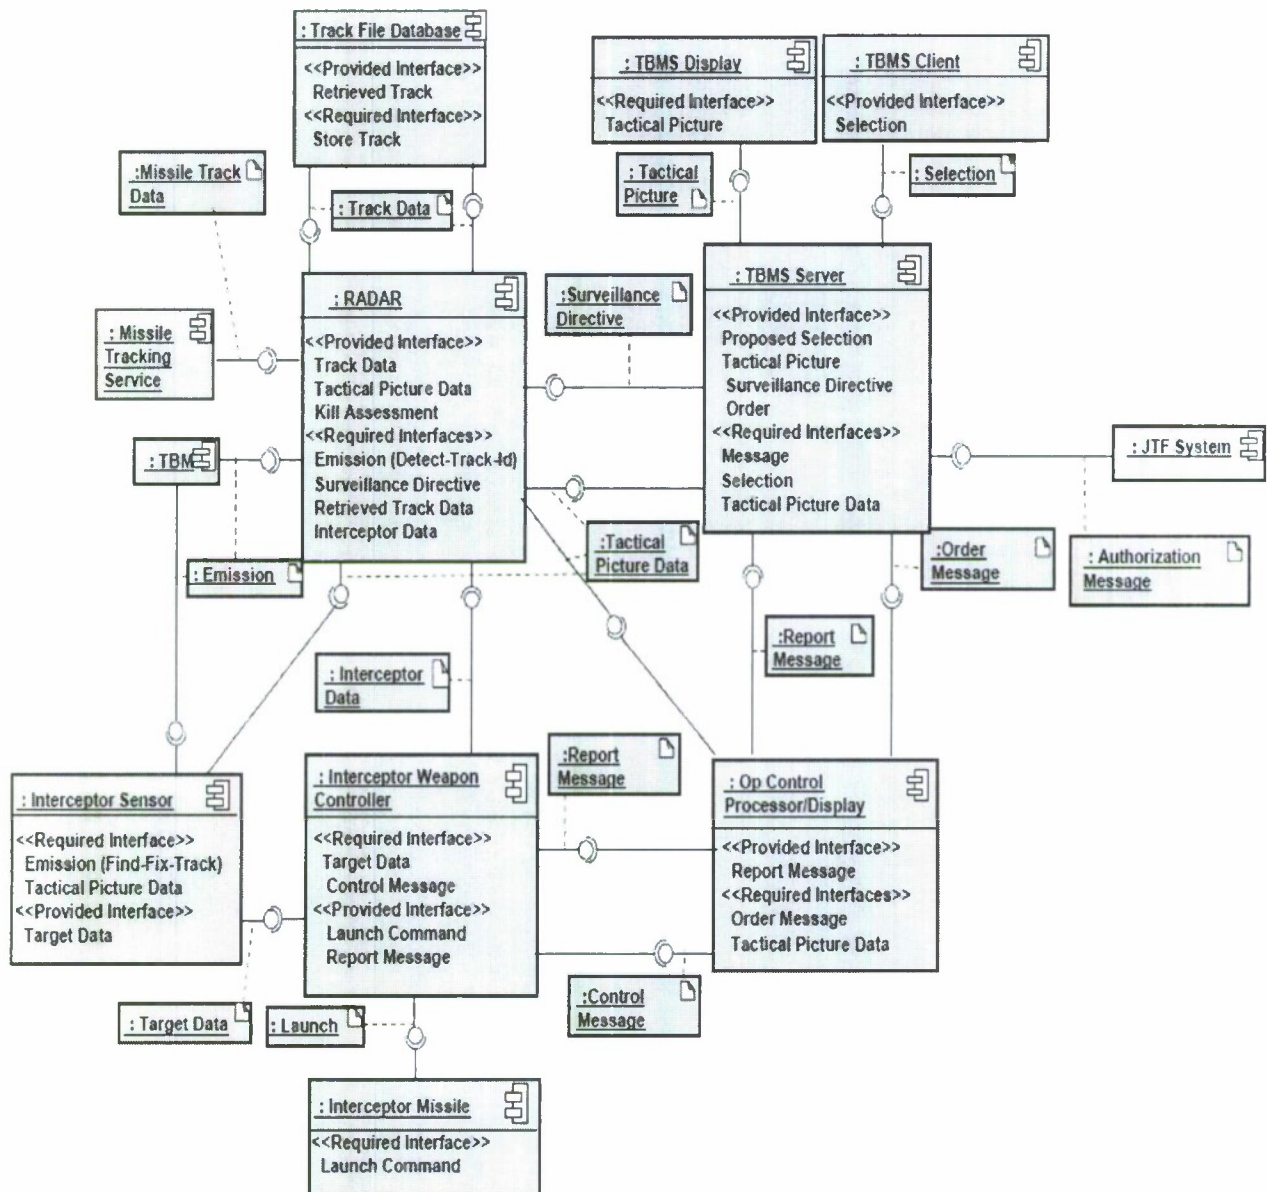 : Track File Database
<<Provided Interface>>
Retrieved Track
<<Required Interface>>
Store Track
: TBMS Display
<<Required Interface>>
Tactical Picture
: TBMS Client
<<Provided Interface>>
Selection
:Missile Track
Data
: Track Data
: Tactical
Picture
: Selection
: RADAR
<<Provided Interface>>
Track Data
Tactical Picture Data
Kill Assessment
<<Required Interfaces>>
Emission (Detect-Track-Id)
Surveillance Directive
Retrieved Track Data
Interceptor Data
:Surveillance
Directive
: TBMS Server
<<Provided Interface>>
Proposed Selection
Tactical Picture
Surveillance Directive
Order
<<Required Interfaces>>
Message
Selection
Tactical Picture Data
: Missile
Tracking
Service
:TBM
: JTF System
: Emission
:Tactical
Picture Data
:Order
Message
: Authorization
Message
:Report
Message
: Interceptor
Data
:Report
Message
: Interceptor Sensor
<<Required Interface>>
Emission (Find-Fix-Track)
Tactical Picture Data
<<Provided Interface>>
Target Data
: Interceptor Weapon
Controller
<<Required Interface>>
Target Data
Control Message
<<Provided Interface>>
Launch Command
Report Message
: Op Control
Processor/Display
<<Provided Interface>>
Report Message
<<Required Interfaces>>
Order Message
Tactical Picture Data
: Target Data
: Launch
:Control
Message
: Interceptor Missile
<<Required Interface>>
Launch Command